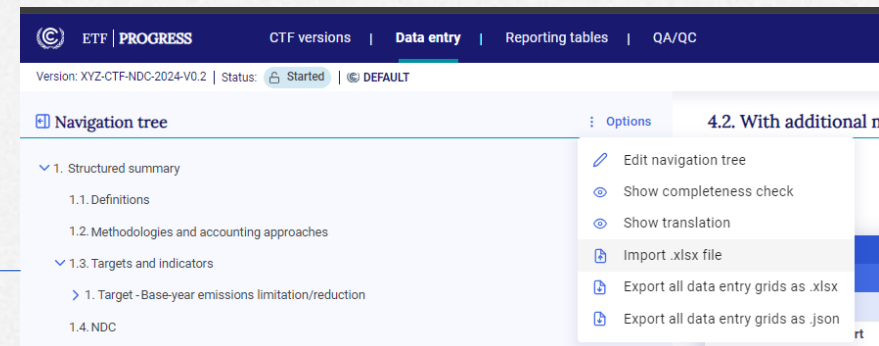 ETF | PROGRESS CTF versions | Data entry | Reporting tables | QA/QC
Version: XYZ-CTF-NDC-2024-V0.2 | Status: Started | DEFAULT
Navigation tree
Options
4.2. With additional
1. Structured summary
1.1. Definitions
1.2. Methodologies and accounting approaches
1.3. Targets and indicators
1. Target - Base-year emissions limitation/reduction
1.4. NDC
Edit navigation tree
Show completeness check
Show translation
Import .xlsx file
Export all data entry grids as .xlsx
Export all data entry grids as .json